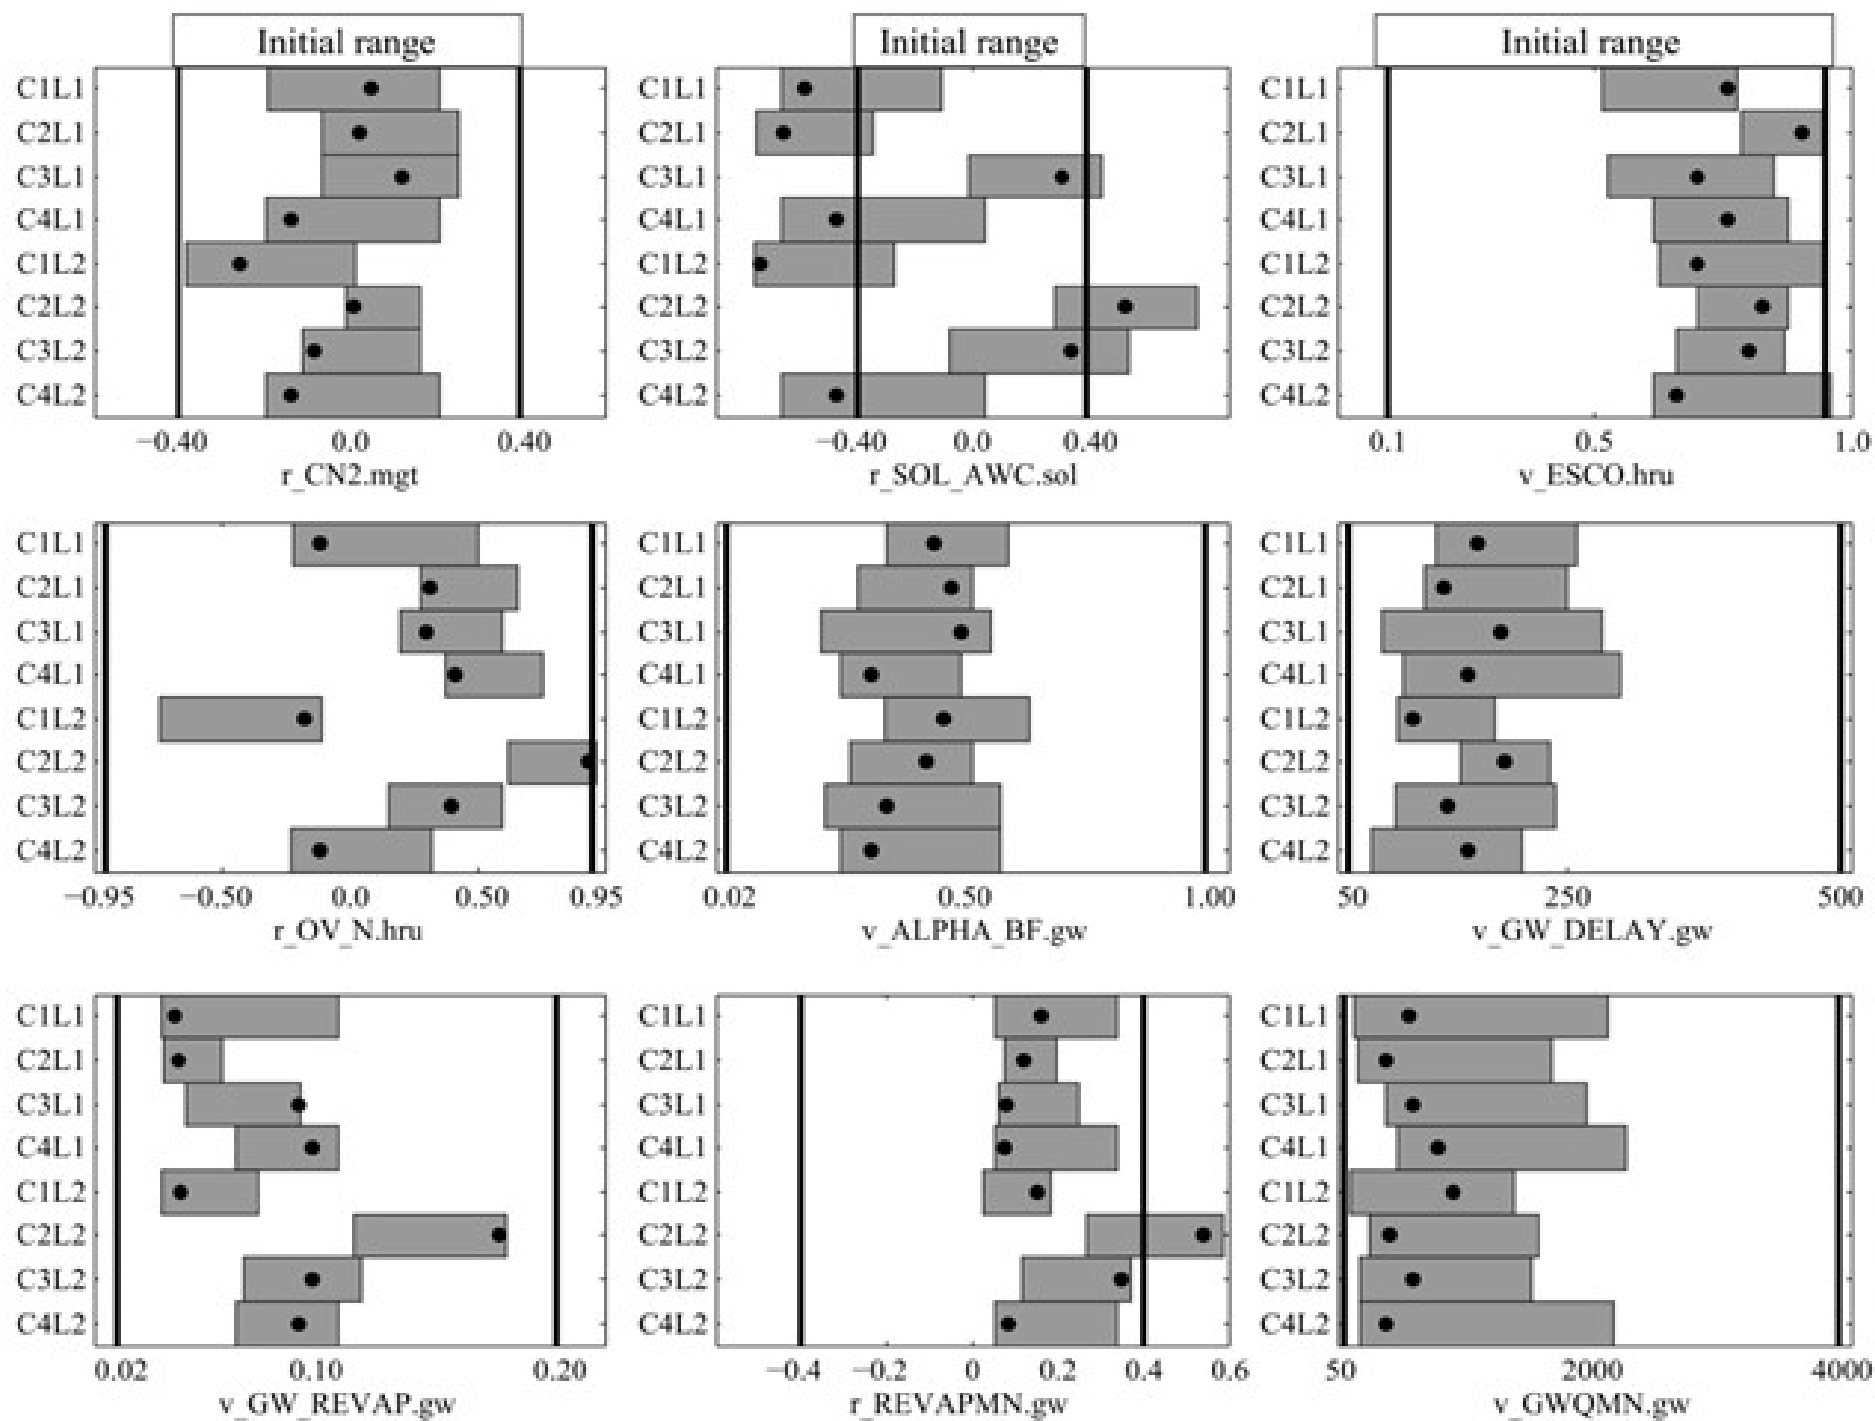 Initial range Initial range Initial range
C1L1 C1L1 C1L1
C2L1 C2L1 C2L1
C3L1 C3L1 C3L1
C4L1 C4L1 C4L1
C1L2 C1L2 C1L2
C2L2 C2L2 C2L2
C3L2 C3L2 C3L2
C4L2 C4L2 C4L2
−0.40 0.0 0.40 −0.40 0.0 0.40 0.1 0.5 1.0
r_CN2.mgt r_SOL_AWC.sol v_ESCO.hru
C1L1 C1L1 C1L1
C2L1 C2L1 C2L1
C3L1 C3L1 C3L1
C4L1 C4L1 C4L1
C1L2 C1L2 C1L2
C2L2 C2L2 C2L2
C3L2 C3L2 C3L2
C4L2 C4L2 C4L2
−0.95 −0.50 0.0 0.50 0.95 0.02 0.50 1.00 50 250 500
r_OV_N.hru v_ALPHA_BF.gw v_GW_DELAY.gw
C1L1 C1L1 C1L1
C2L1 C2L1 C2L1
C3L1 C3L1 C3L1
C4L1 C4L1 C4L1
C1L2 C1L2 C1L2
C2L2 C2L2 C2L2
C3L2 C3L2 C3L2
C4L2 C4L2 C4L2
0.02 0.10 0.20 −0.4 −0.2 0 0.2 0.4 0.6 50 2000 4000
v_GW_REVAP.gw r_REVAPMN.gw v_GWQMN.gw